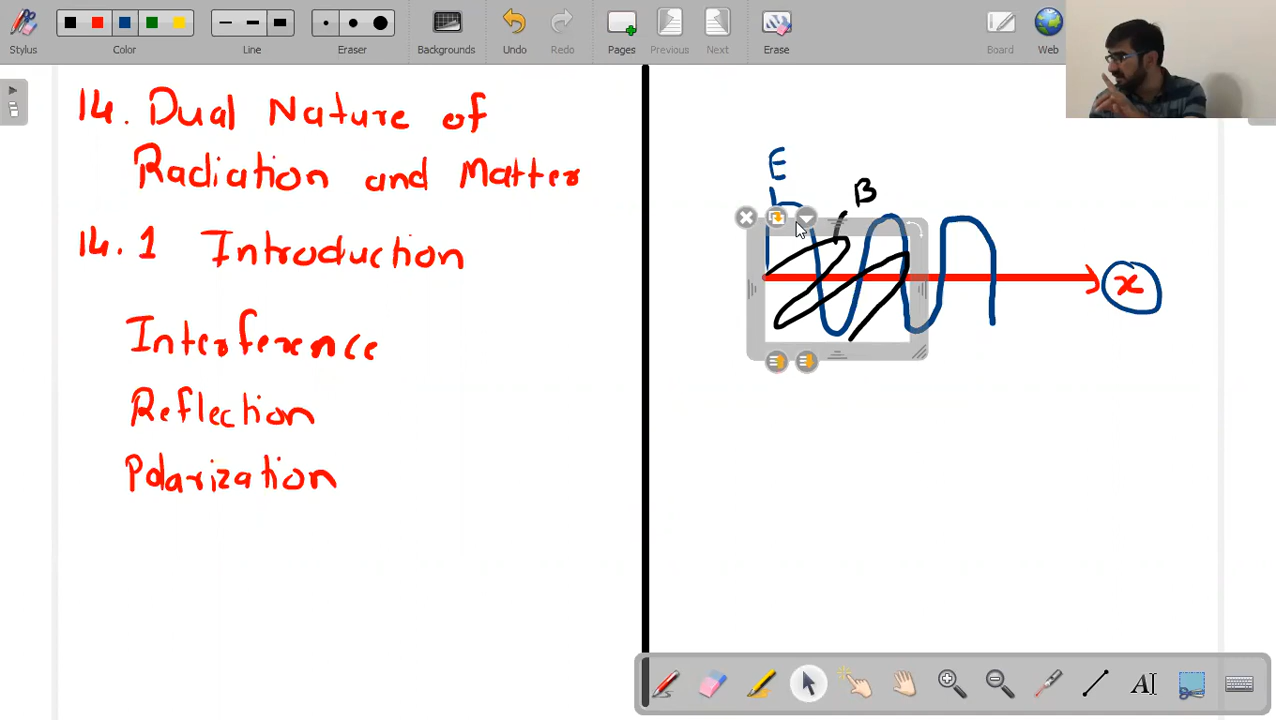 Stylus
Color
Line
Eraser
Backgrounds
Undo
Redo
Pages
Previous
Next
Erase
Board
Web
14. Dual Nature of
Radiation and Matter
14.1 Introduction
Interference
Reflection
Polarization
E
B
x